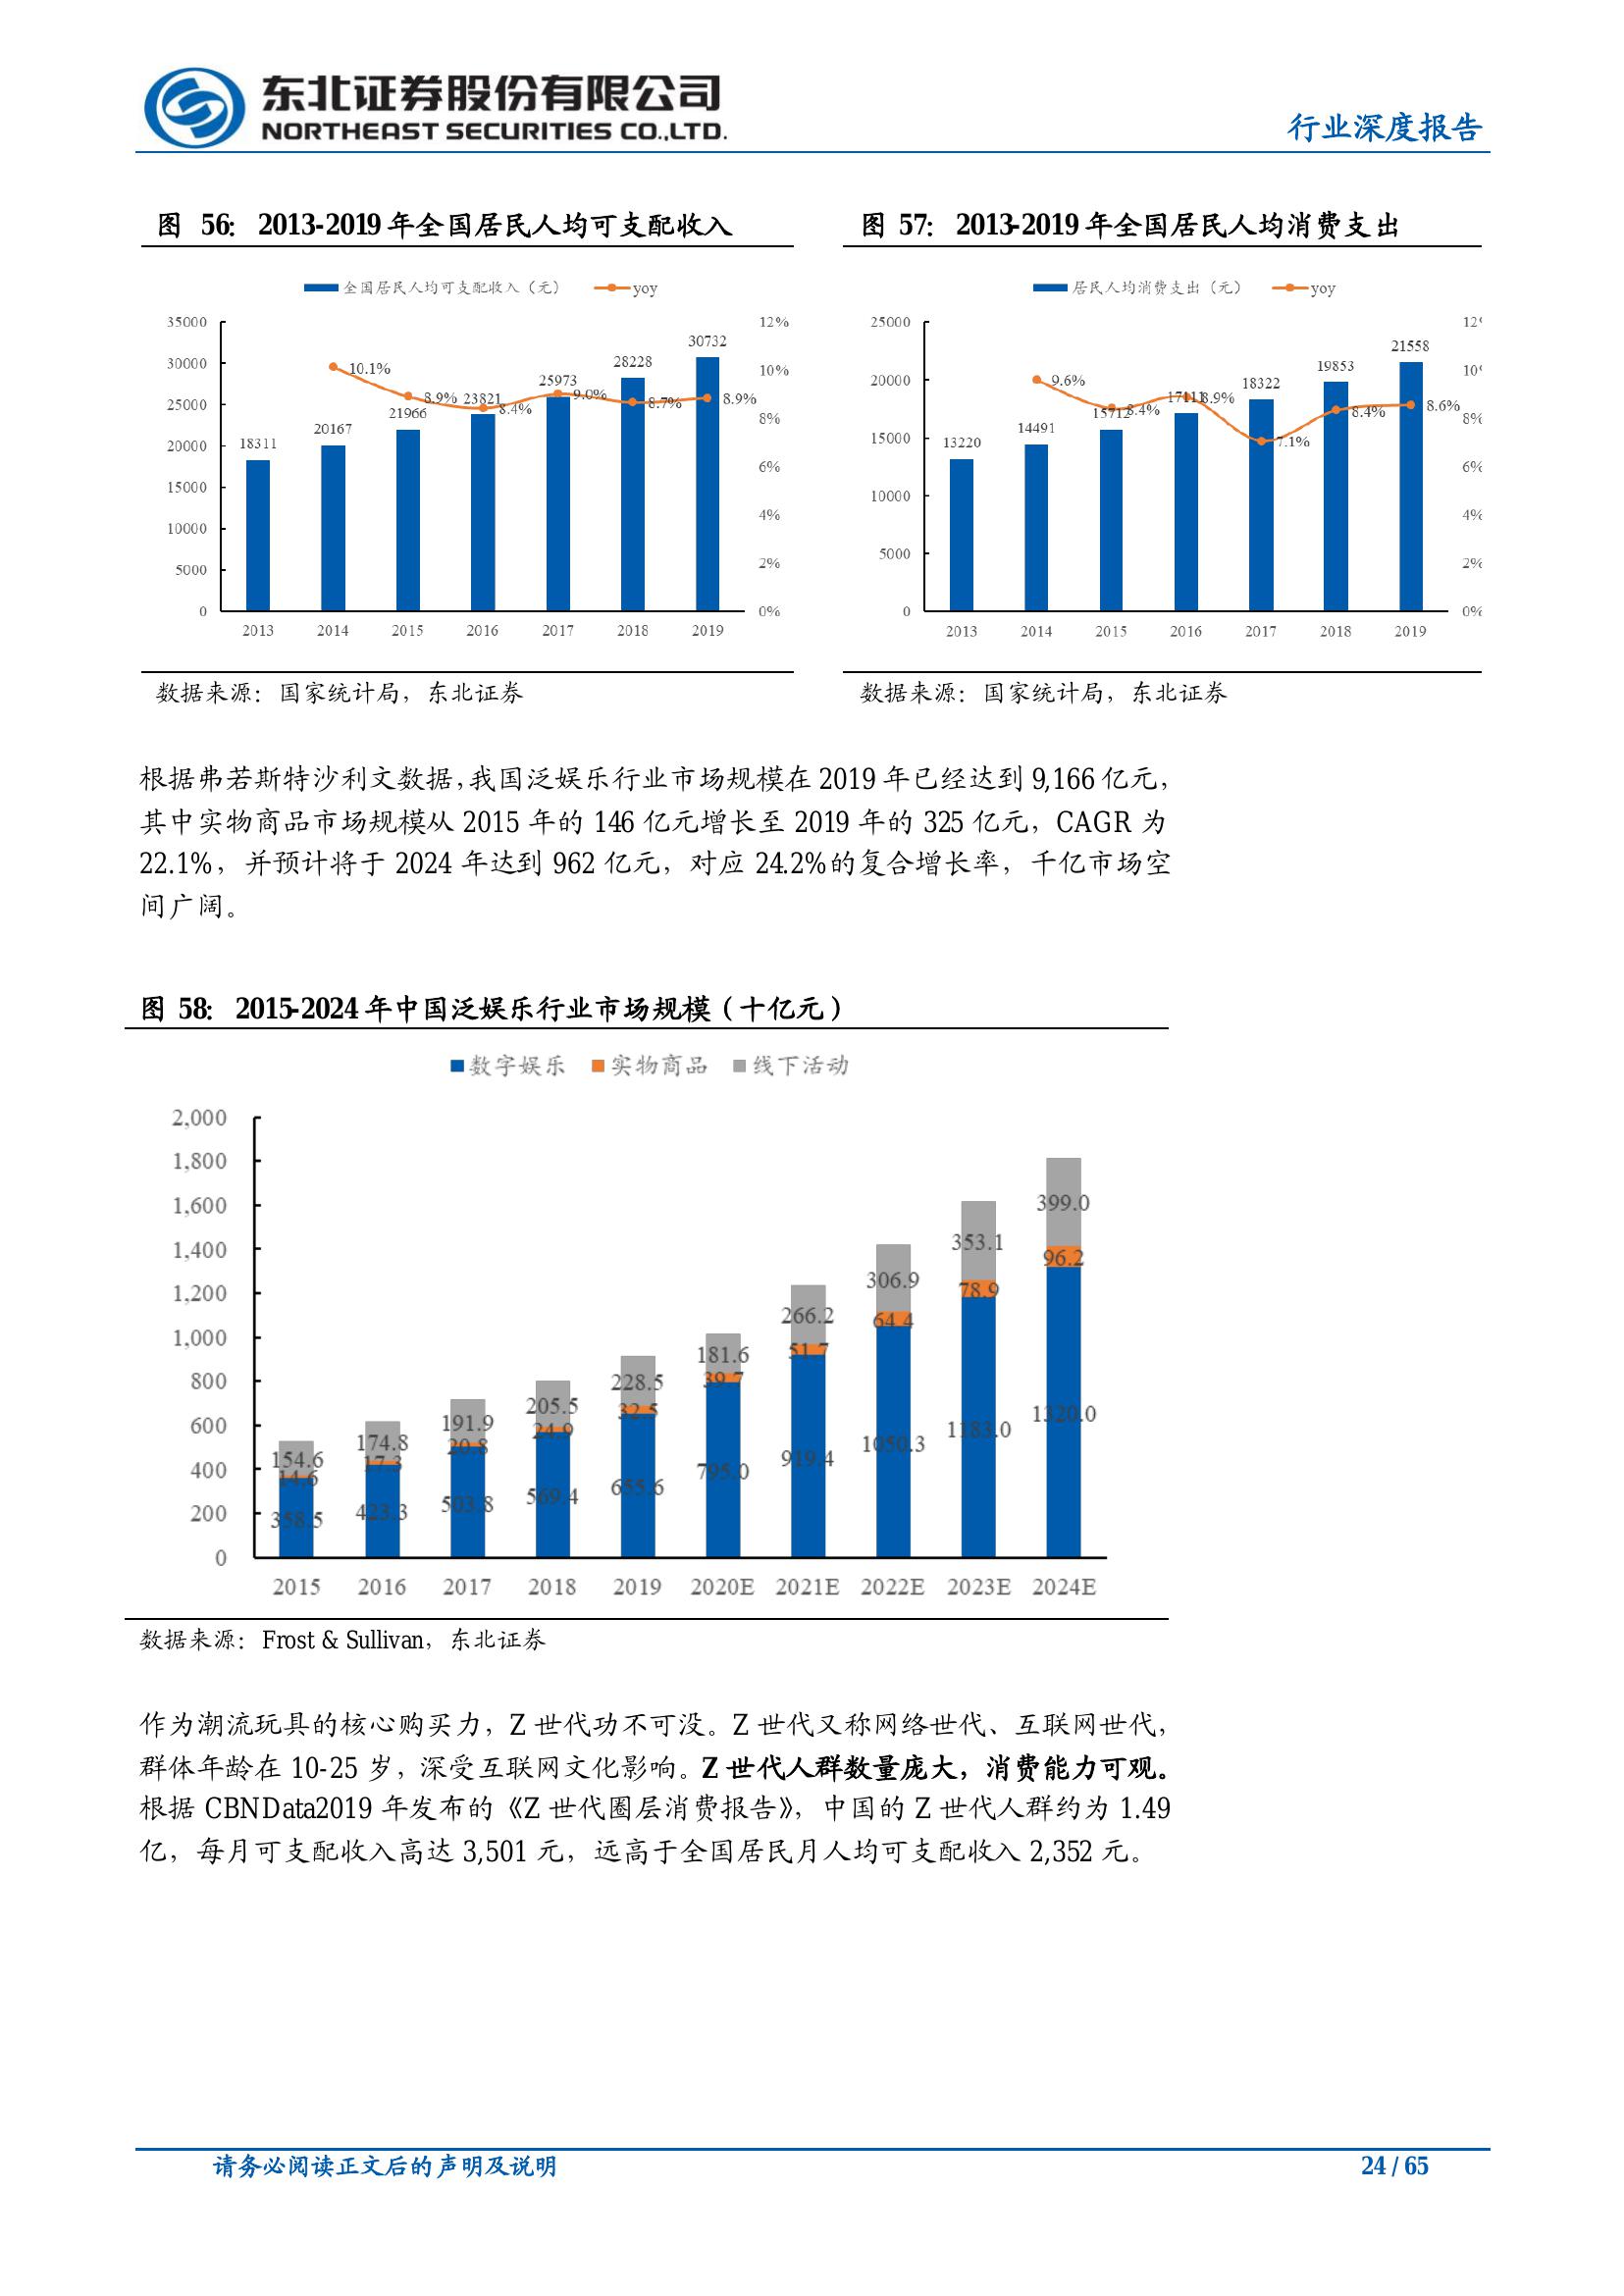 东北证券股份有限公司
NORTHEAST SECURITIES CO.,LTD.
行业深度报告
图 56： 2013-2019 年全国居民人均可支配收入
全国居民人均可支配收入（元） yoy
35000
30000
25000
20000
15000
10000
5000
0
12%
10%
8%
6%
4%
2%
0%
18311
20167
21966
23821
25973
28228
30732
10.1%
8.9%
8.4%
9.0%
8.7%
8.9%
2013 2014 2015 2016 2017 2018 2019
数据来源：国家统计局，东北证券
图 57： 2013-2019 年全国居民人均消费支出
居民人均消费支出（元） yoy
25000
20000
15000
10000
5000
0
8%
6%
4%
2%
0%
13220
14491
15712
17111
18322
19853
21558
9.6%
8.4%
8.9%
7.1%
8.4%
8.6%
2013 2014 2015 2016 2017 2018 2019
数据来源：国家统计局，东北证券
根据弗若斯特沙利文数据，我国泛娱乐行业市场规模在 2019 年已经达到 9,166 亿元，
其中实物商品市场规模从 2015 年的 146 亿元增长至 2019 年的 325 亿元，CAGR 为
22.1%，并预计将于 2024 年达到 962 亿元，对应 24.2%的复合增长率，千亿市场空
间广阔。
图 58： 2015-2024 年中国泛娱乐行业市场规模（十亿元）
数字娱乐 实物商品 线下活动
2,000
1,800
1,600
1,400
1,200
1,000
800
600
400
200
0
154.6 174.8 191.9 205.5 228.5 181.6 266.2 306.9 353.1 399.0
14.6 17.3 20.8 24.9 32.5 39.7 51.7 64.4 78.9 96.2
358.5 423.3 503.8 569.4 655.6 795.0 919.4 1050.3 1183.0 1320.0
2015 2016 2017 2018 2019 2020E 2021E 2022E 2023E 2024E
数据来源：Frost & Sullivan，东北证券
作为潮流玩具的核心购买力，Z 世代功不可没。Z 世代又称网络世代、互联网世代，
群体年龄在 10-25 岁，深受互联网文化影响。Z 世代人群数量庞大，消费能力可观。
根据 CBNData2019 年发布的《Z 世代圈层消费报告》，中国的 Z 世代人群约为 1.49
亿，每月可支配收入高达 3,501 元，远高于全国居民月人均可支配收入 2,352 元。
请务必阅读正文后的声明及说明
24 / 65